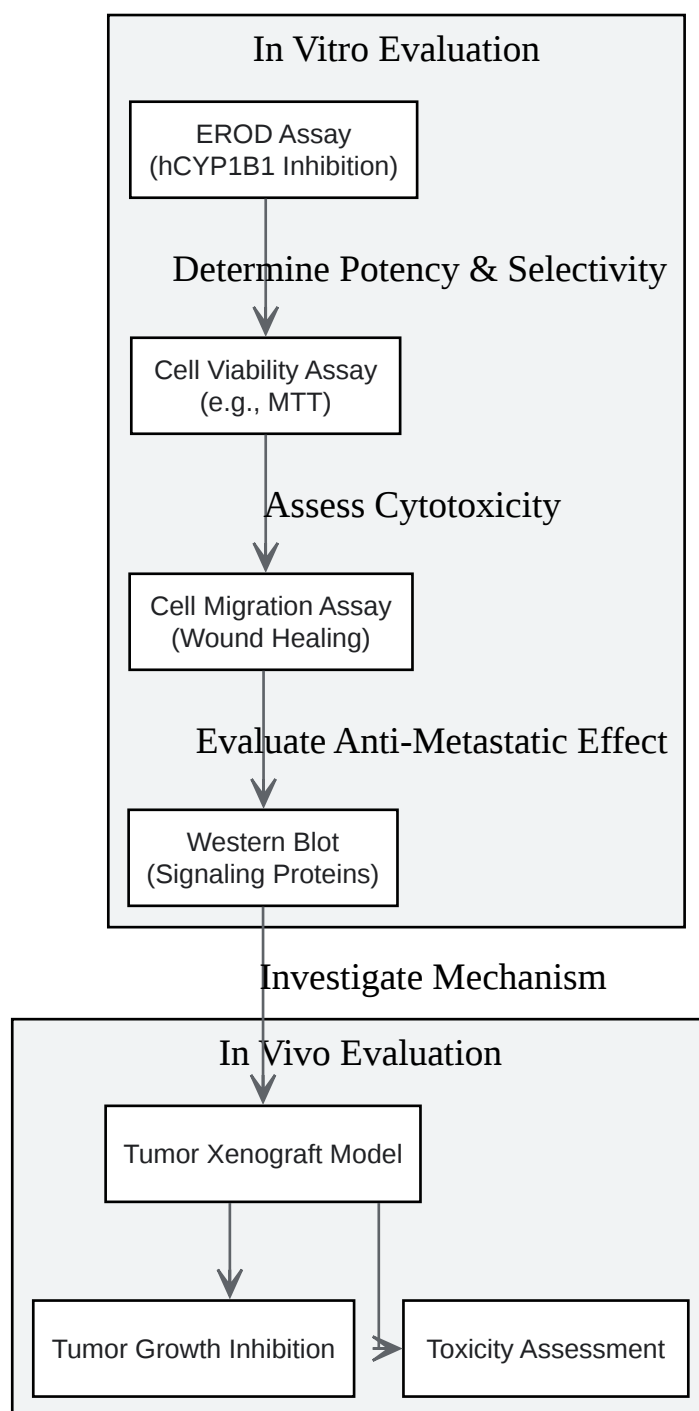 In Vitro Evaluation
EROD Assay
(hCYP1B1 Inhibition)
Determine Potency & Selectivity
Cell Viability Assay
(e.g., MTT)
Assess Cytotoxicity
Cell Migration Assay
(Wound Healing)
Evaluate Anti-Metastatic Effect
Western Blot
(Signaling Proteins)
Investigate Mechanism
In Vivo Evaluation
Tumor Xenograft Model
Tumor Growth Inhibition
Toxicity Assessment